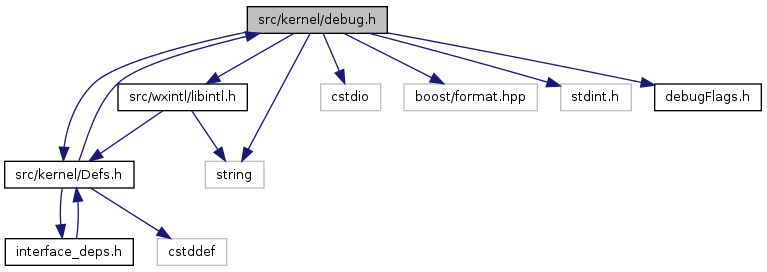 src/kernel/debug.h
src/wxintl/libintl.h
cstdio
boost/format.hpp
stdint.h
debugFlags.h
src/kernel/Defs.h
string
interface_deps.h
cstddef